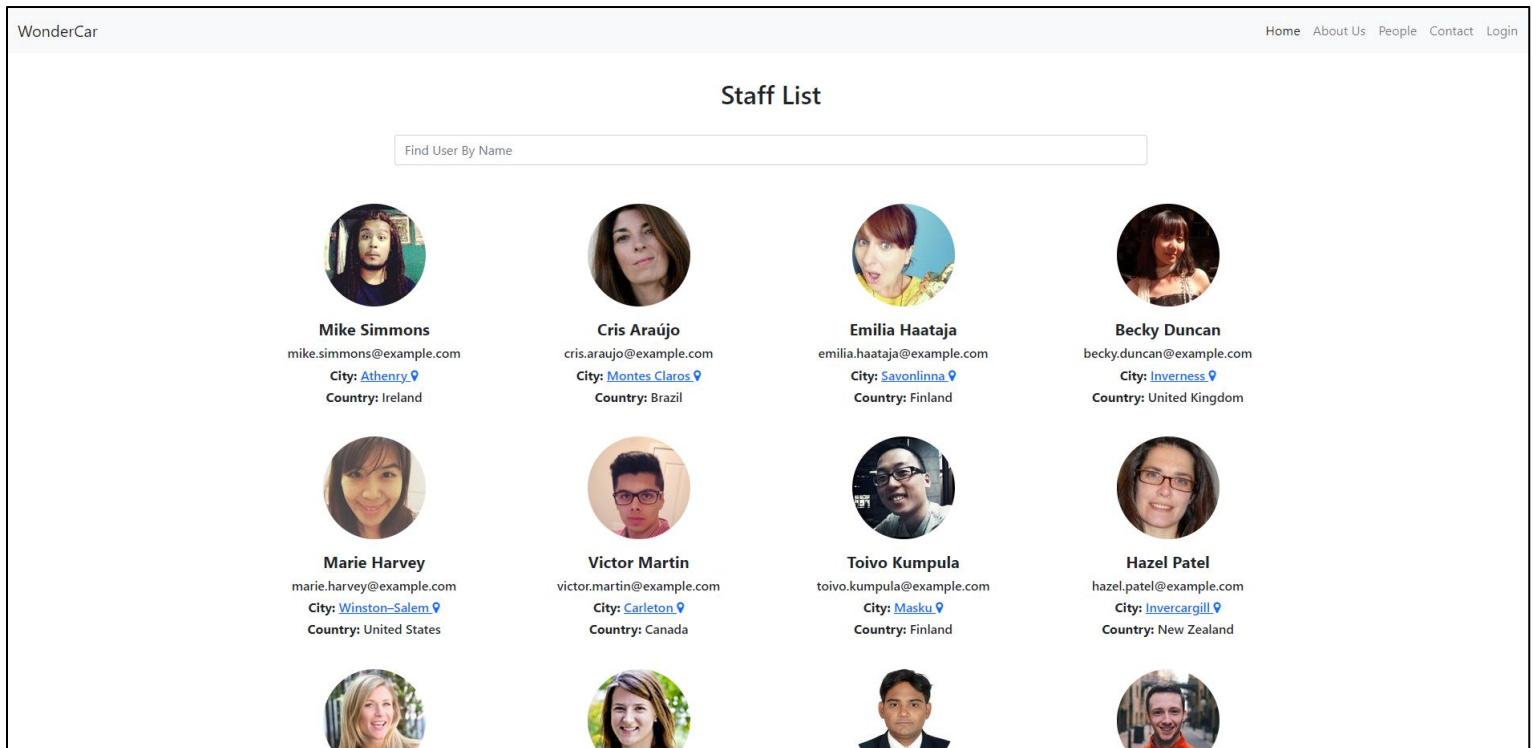 WonderCar
Home About Us People Contact Login
Staff List
Find User By Name
Mike Simmons
mike.simmons@example.com
City: Athenry
Country: Ireland
Cris Araújo
cris.araujo@example.com
City: Montes Claros
Country: Brazil
Emilia Haataja
emilia.haataja@example.com
City: Savonlinna
Country: Finland
Becky Duncan
becky.duncan@example.com
City: Inverness
Country: United Kingdom
Marie Harvey
marie.harvey@example.com
City: Winston–Salem
Country: United States
Victor Martin
victor.martin@example.com
City: Carleton
Country: Canada
Toivo Kumpula
toivo.kumpula@example.com
City: Masku
Country: Finland
Hazel Patel
hazel.patel@example.com
City: Invercargill
Country: New Zealand